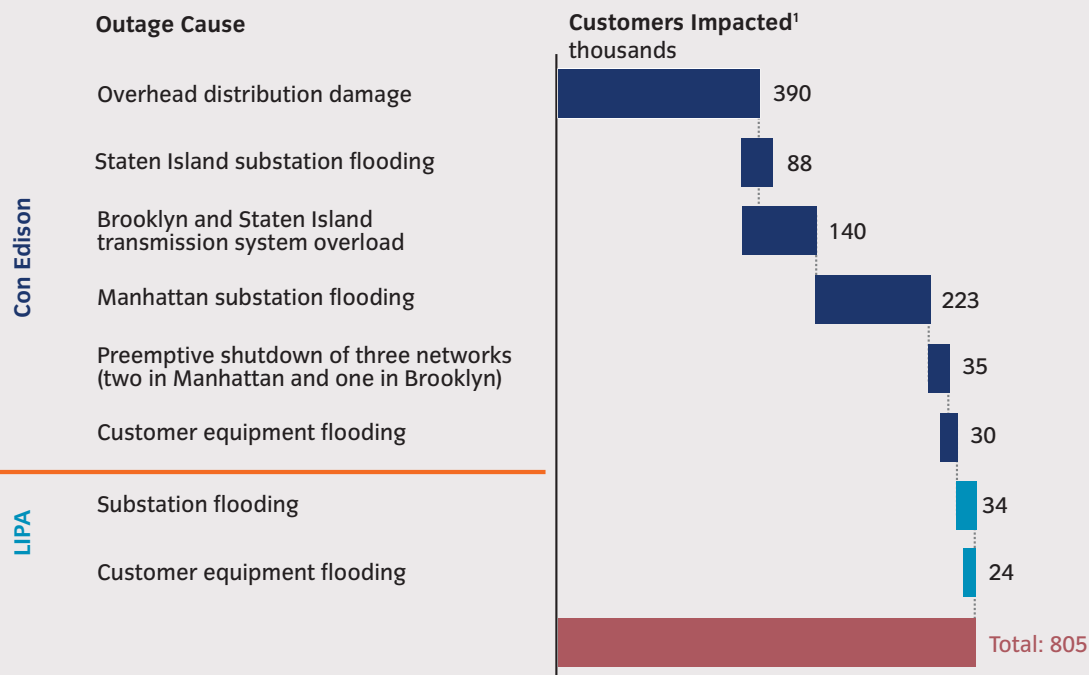 Outage Cause
Customers Impacted¹
thousands
Con Edison
Overhead distribution damage
390
Staten Island substation flooding
88
Brooklyn and Staten Island
transmission system overload
140
Manhattan substation flooding
223
Preemptive shutdown of three networks
(two in Manhattan and one in Brooklyn)
35
Customer equipment flooding
30
LIPA
Substation flooding
34
Customer equipment flooding
24
Total: 805